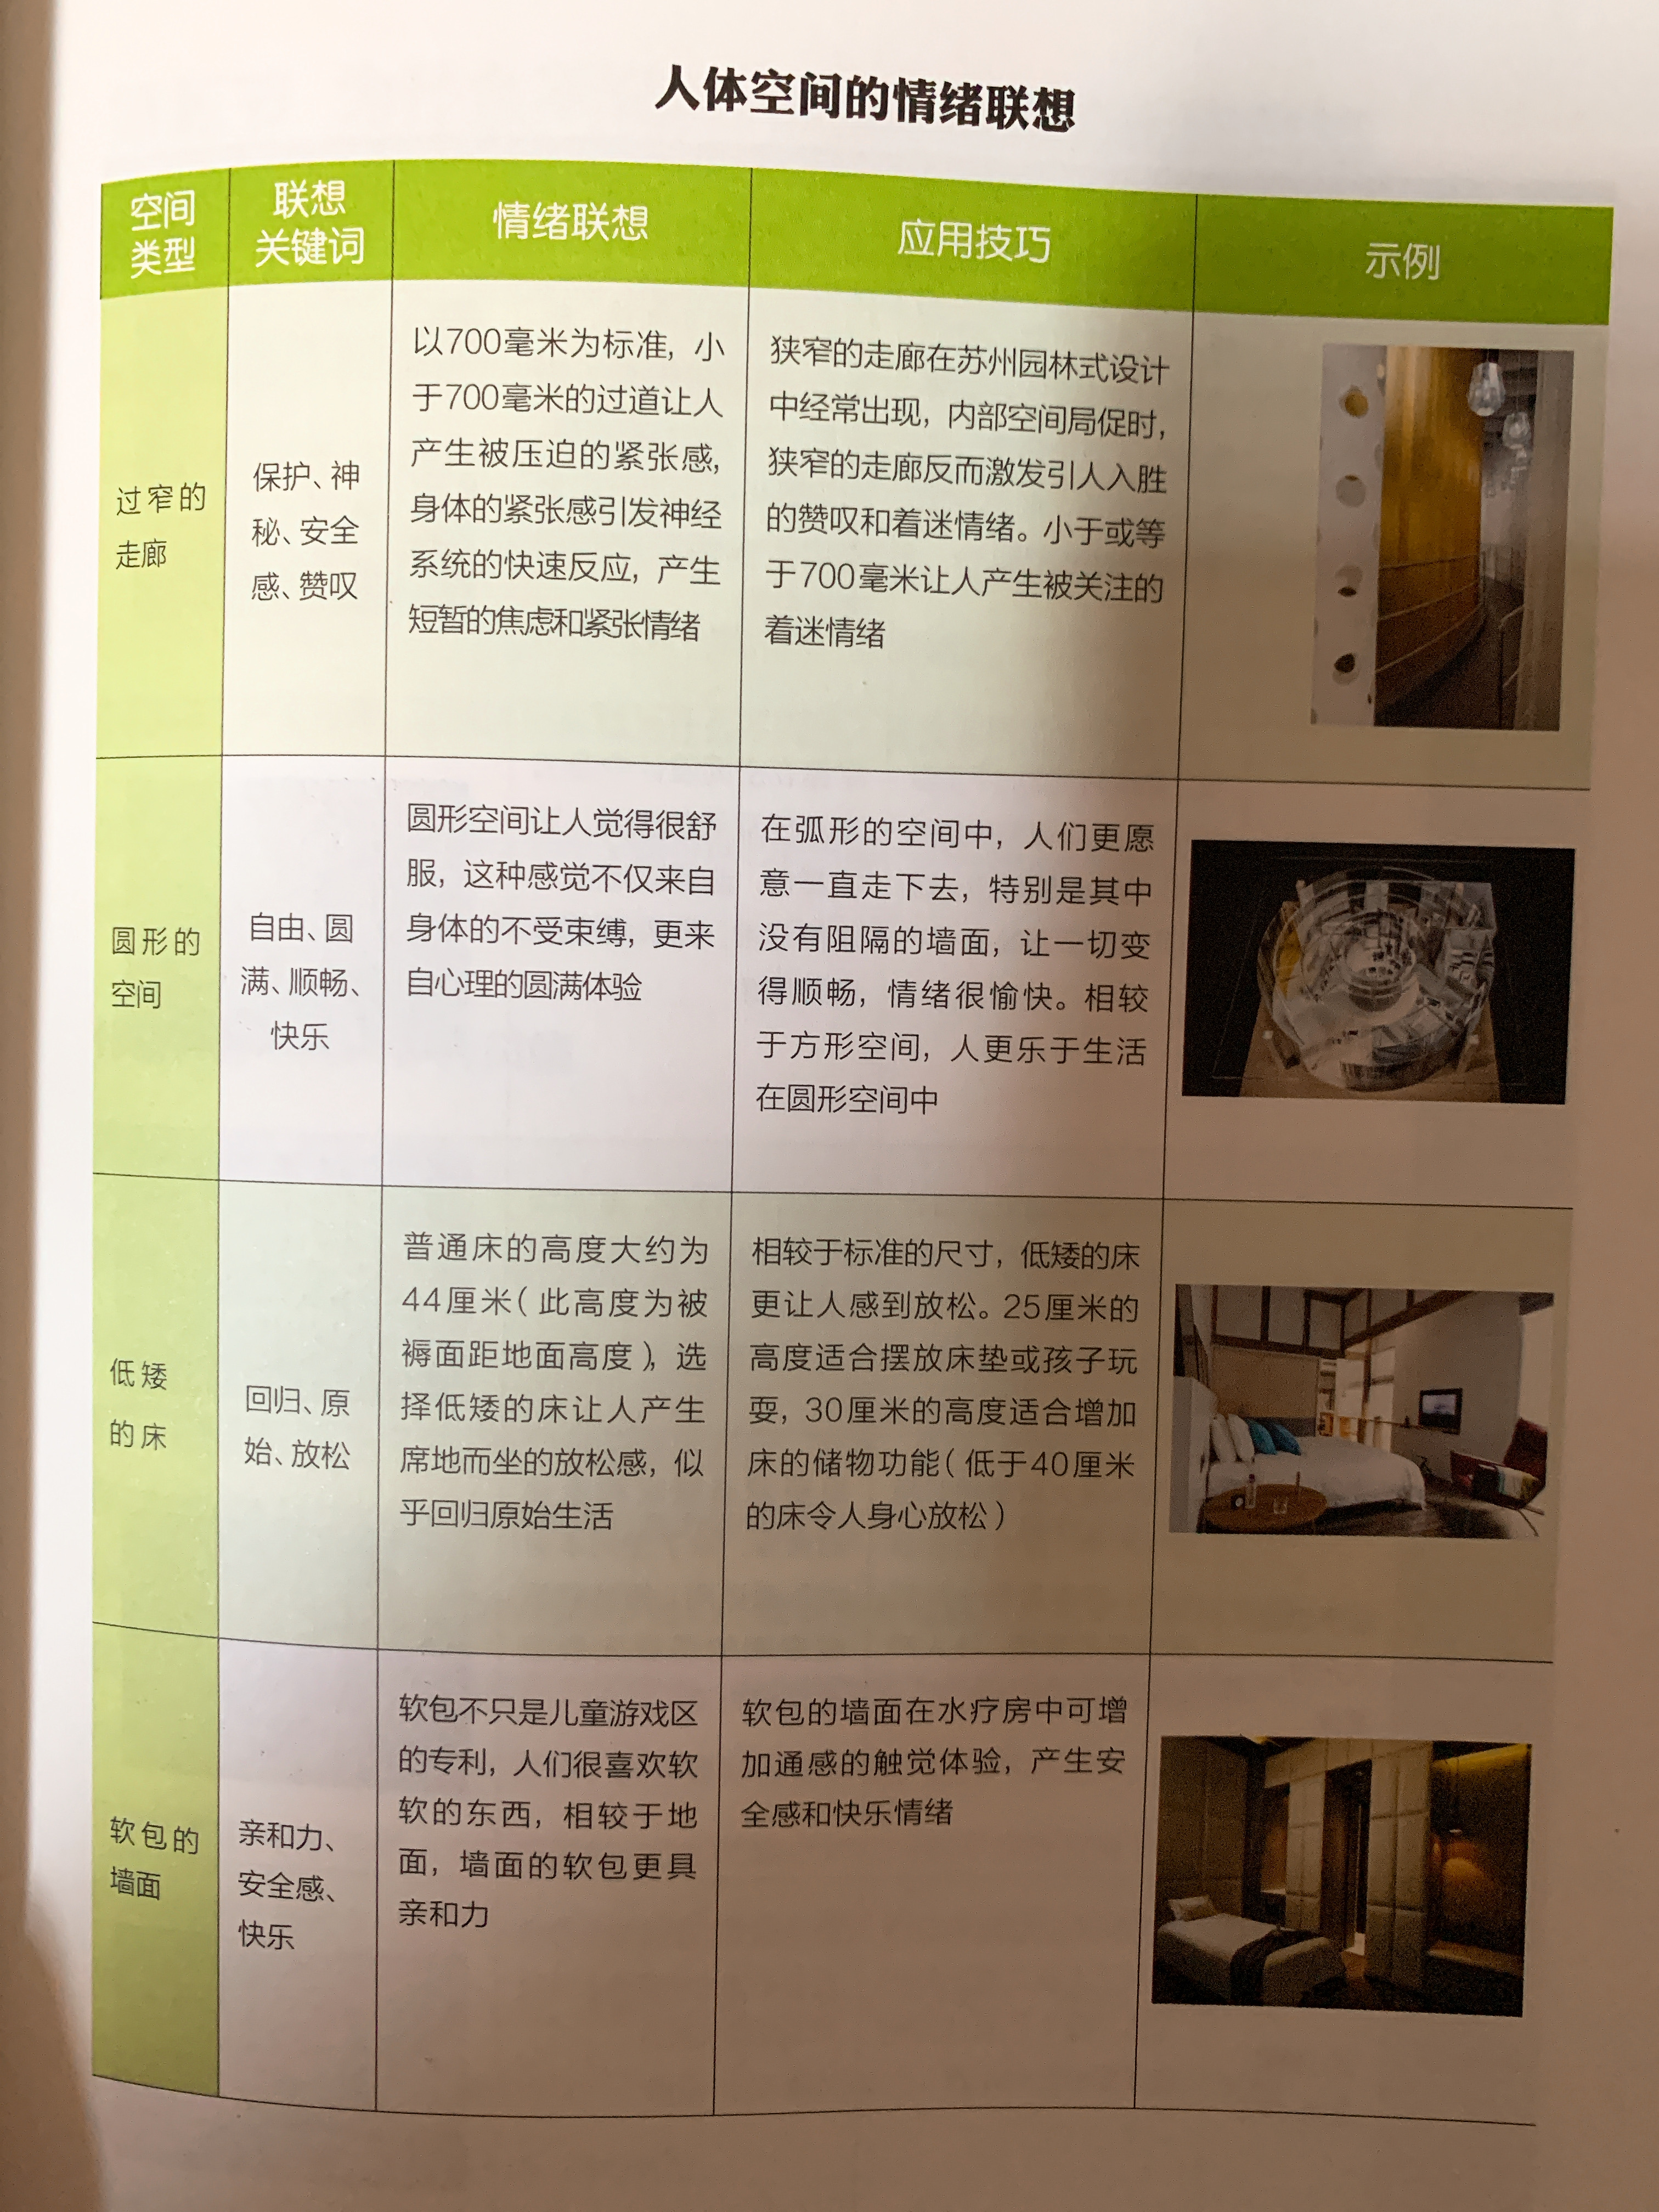 人体空间的情绪联想
空间
类型
联想
关键词
情绪联想
应用技巧
示例
过窄的
走廊
保护、神
秘、安全
感、赞叹
以700毫米为标准，小
于700毫米的过道让人
产生被压迫的紧张感，
身体的紧张感引发神经
系统的快速反应，产生
短暂的焦虑和紧张情绪
狭窄的走廊在苏州园林式设计
中经常出现，内部空间局促时，
狭窄的走廊反而激发引人入胜
的赞叹和着迷情绪。小于或等
于700毫米让人产生被关注的
着迷情绪
圆形的
空间
自由、圆
满、顺畅、
快乐
圆形空间让人觉得很舒
服，这种感觉不仅来自
身体的不受束缚，更来
自心理的圆满体验
在弧形的空间中，人们更愿
意一直走下去，特别是其中
没有阻隔的墙面，让一切变
得顺畅，情绪很愉快。相较
于方形空间，人更乐于生活
在圆形空间中
低矮
的床
回归、原
始、放松
普通床的高度大约为
44厘米（此高度为被
褥面距地面高度），选
择低矮的床让人产生
席地而坐的放松感，似
乎回归原始生活
相较于标准的尺寸，低矮的床
更让人感到放松。25厘米的
高度适合摆放床垫或孩子玩
耍，30厘米的高度适合增加
床的储物功能（低于40厘米
的床令人身心放松）
软包的
墙面
亲和力、
安全感、
快乐
软包不只是儿童游戏区
的专利，人们很喜欢软
软的东西，相较于地
面，墙面的软包更具
亲和力
软包的墙面在水疗房中可增
加通感的触觉体验，产生安
全感和快乐情绪